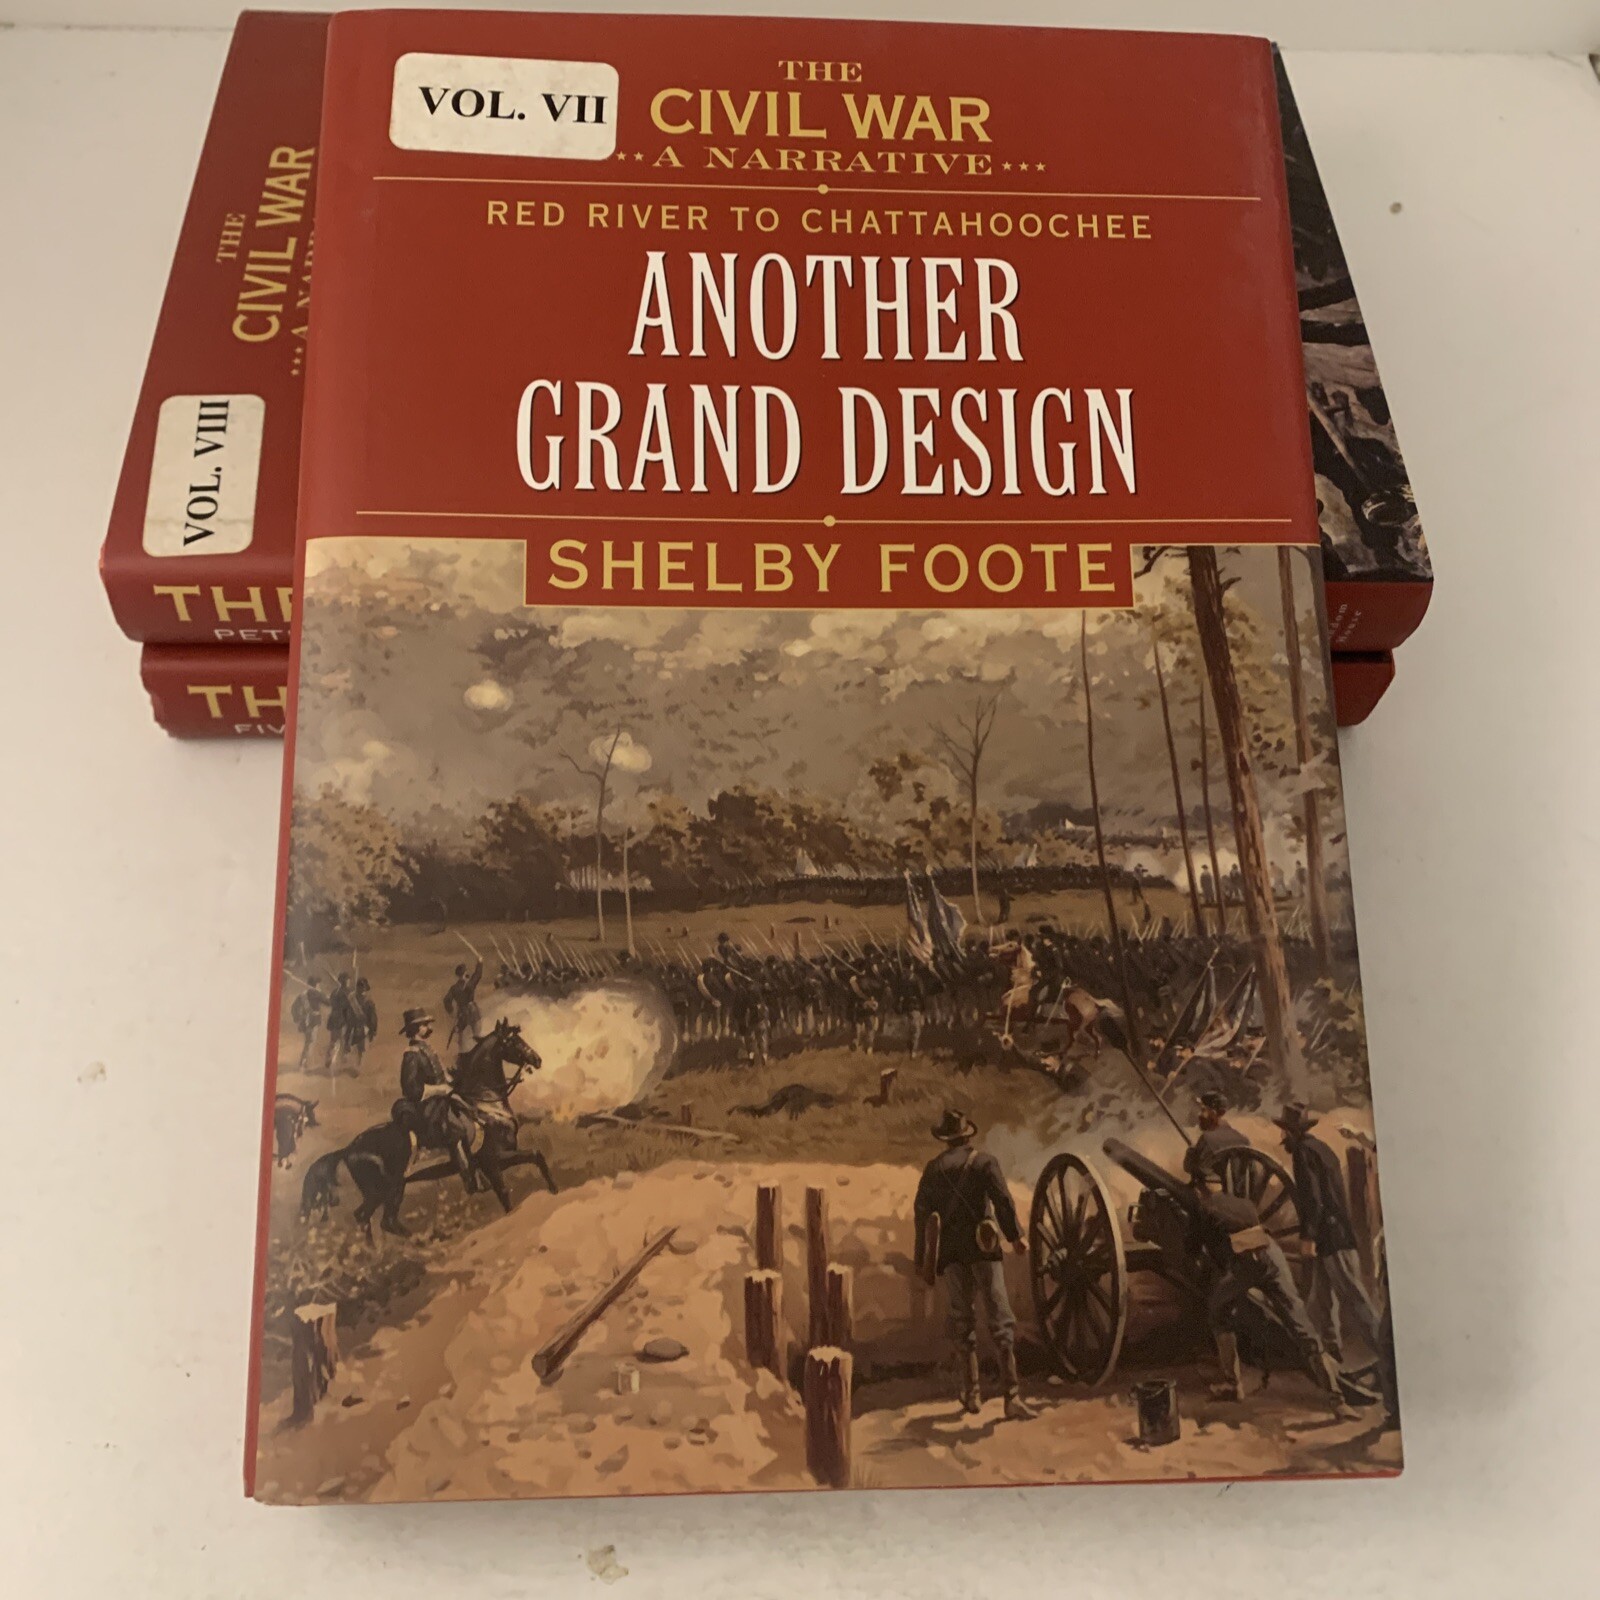 VOL. VII
THE
CIVIL WAR
··A NARRATIVE···
RED RIVER TO CHATTAHOOCHEE
ANOTHER
GRAND DESIGN
SHELBY FOOTE
THE
CIVIL WAR
VOL. VIII